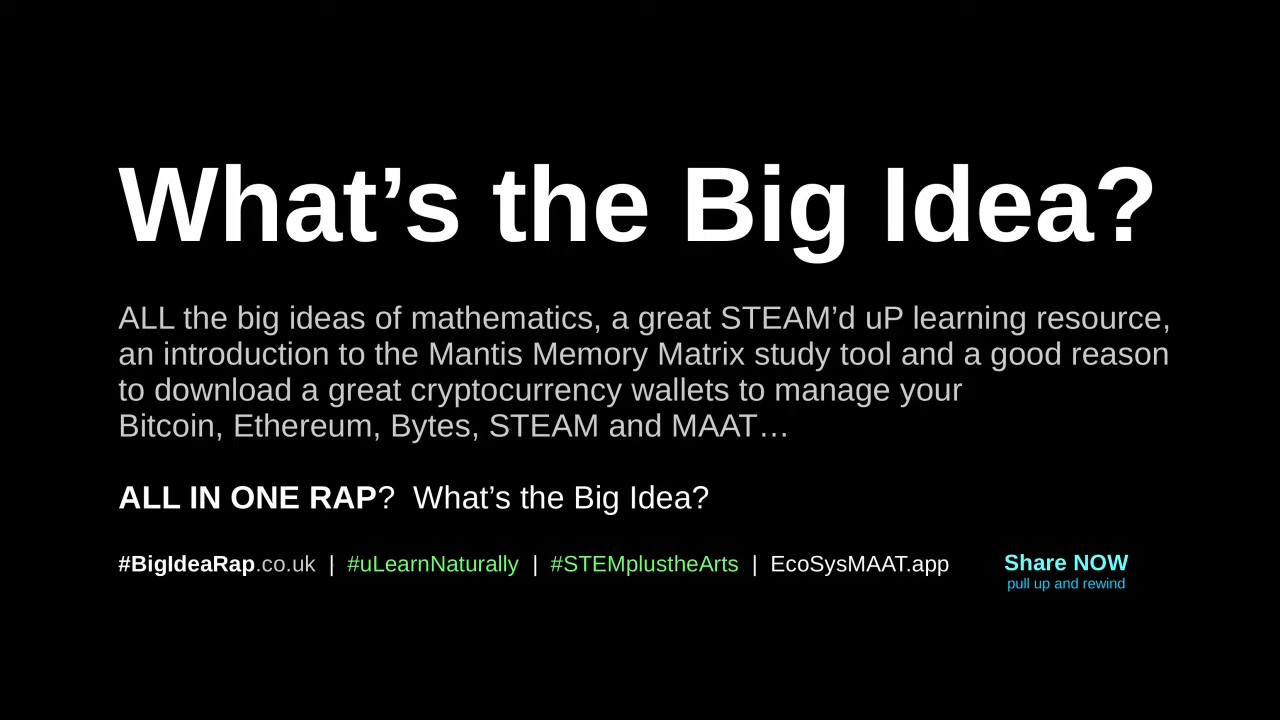 What’s the Big Idea?
ALL the big ideas of mathematics, a great STEAM’d uP learning resource,
an introduction to the Mantis Memory Matrix study tool and a good reason
to download a great cryptocurrency wallets to manage your
Bitcoin, Ethereum, Bytes, STEAM and MAAT…
ALL IN ONE RAP?  What’s the Big Idea?
#BigIdeaRap.co.uk | #uLearnNaturally | #STEMplustheArts | EcoSysMAAT.app
Share NOW
pull up and rewind